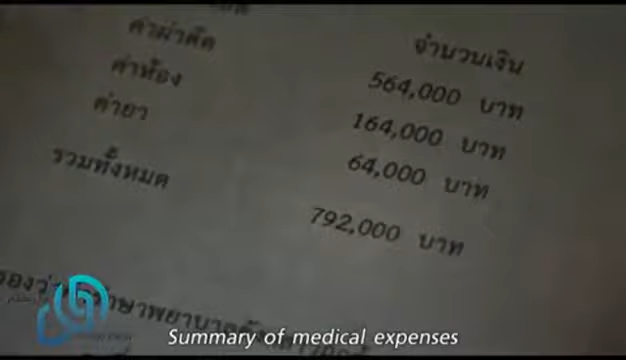 จำนวนเงิน
ค่าผ่าตัด 564,000 บาท
ค่าห้อง 164,000 บาท
ค่ายา 64,000 บาท
รวมทั้งหมด 792,000 บาท
Summary of medical expenses